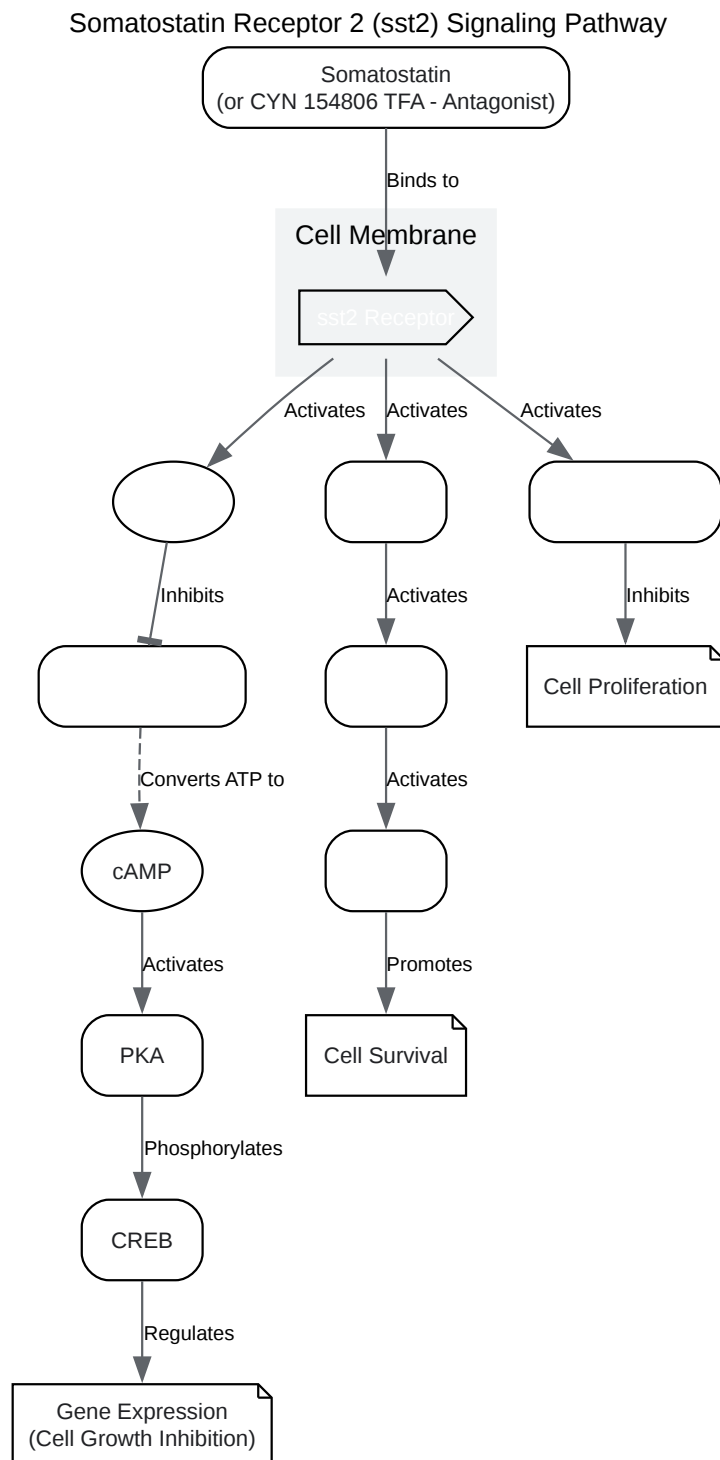 Somatostatin Receptor 2 (sst2) Signaling Pathway
Somatostatin
(or CYN 154806 TFA - Antagonist)
Binds to
Cell Membrane
sst2 Receptor
Activates
Activates
Activates
Inhibits
Activates
Inhibits
Cell Proliferation
Converts ATP to
Activates
cAMP
Activates
Promotes
PKA
Cell Survival
Phosphorylates
CREB
Regulates
Gene Expression
(Cell Growth Inhibition)